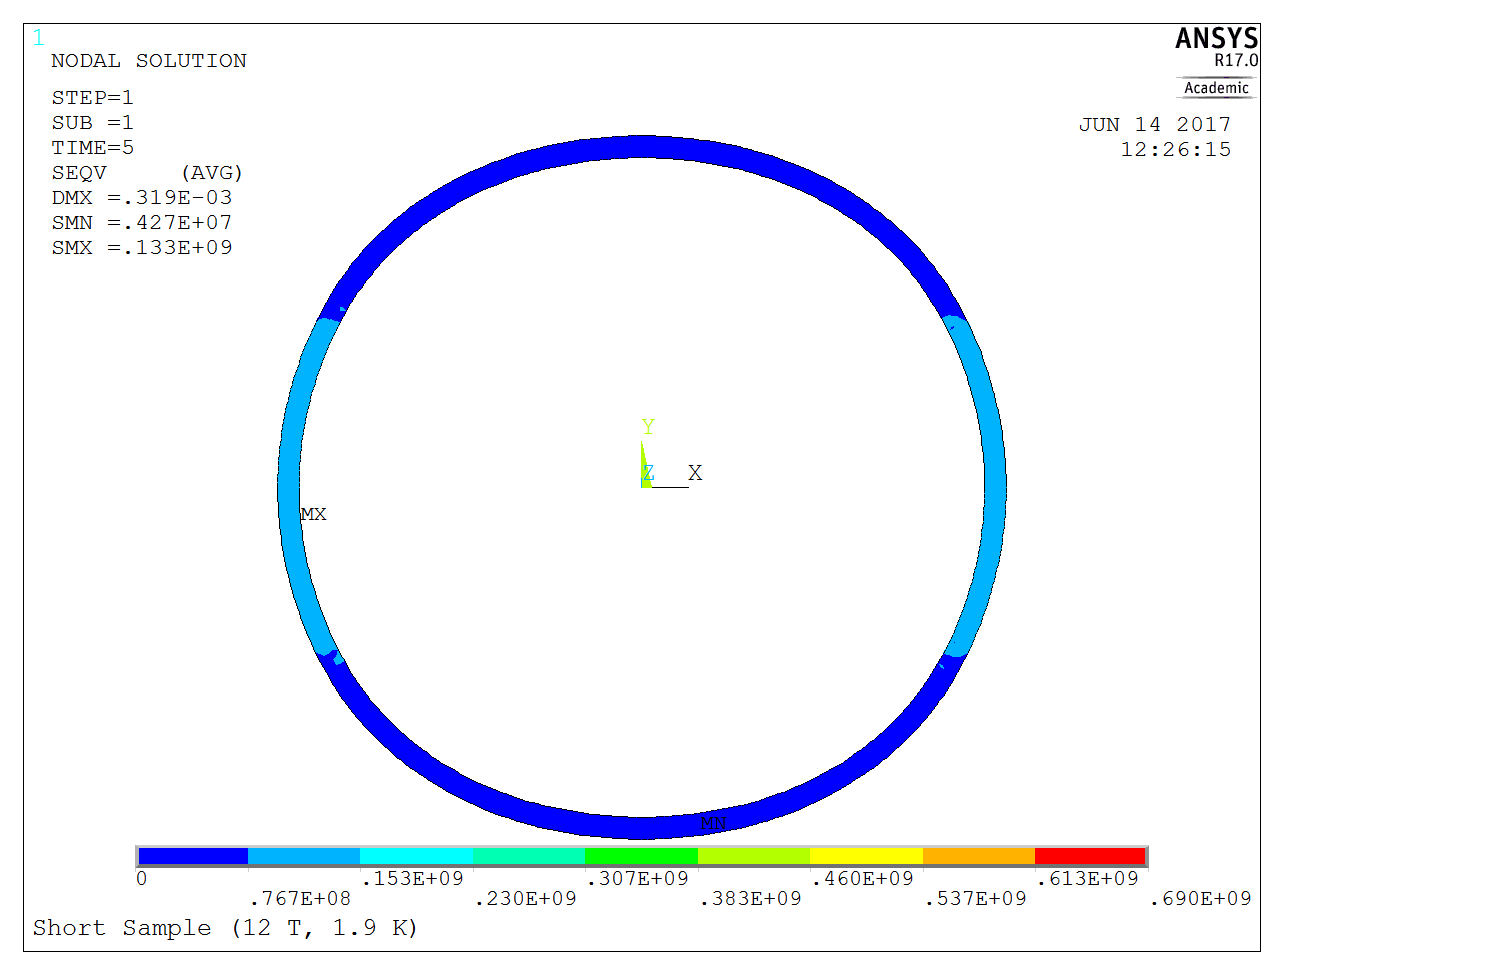 1
ANSYS
R17.0
Academic
NODAL SOLUTION
STEP=1
SUB =1
TIME=5
SEQV (AVG)
DMX =.319E-03
SMN =.427E+07
SMX =.133E+09
JUN 14 2017
12:26:15
Y
Z X
MX
MN
0 .153E+09 .307E+09 .460E+09 .613E+09
.767E+08 .230E+09 .383E+09 .537E+09 .690E+09
Short Sample (12 T, 1.9 K)